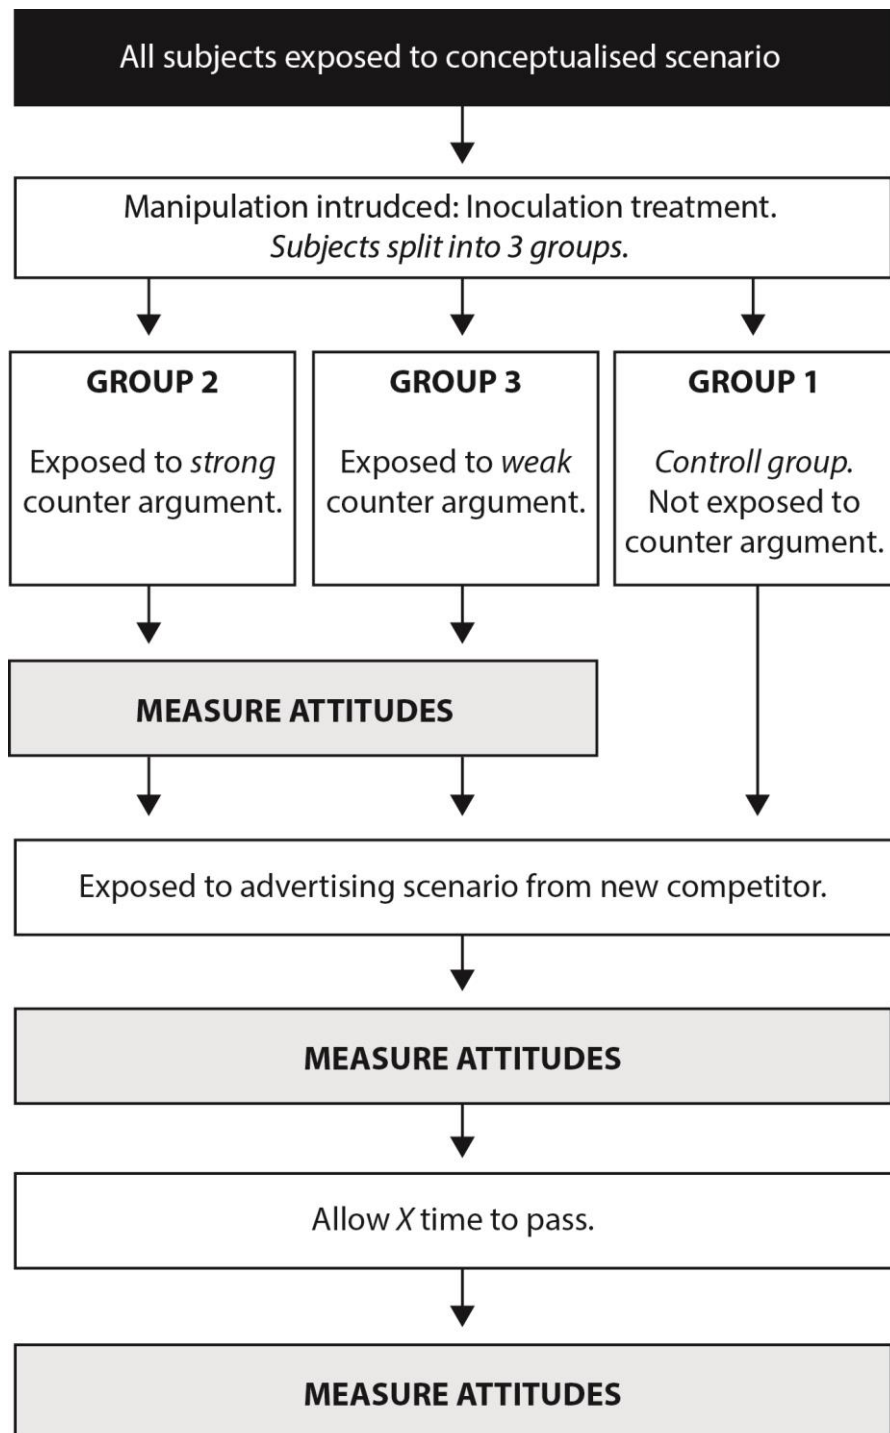 All subjects exposed to conceptualised scenario
Manipulation intrudced: Inoculation treatment.
Subjects split into 3 groups.
GROUP 2
Exposed to strong
counter argument.
GROUP 3
Exposed to weak
counter argument.
GROUP 1
Controll group.
Not exposed to
counter argument.
MEASURE ATTITUDES
Exposed to advertising scenario from new competitor.
MEASURE ATTITUDES
Allow X time to pass.
MEASURE ATTITUDES